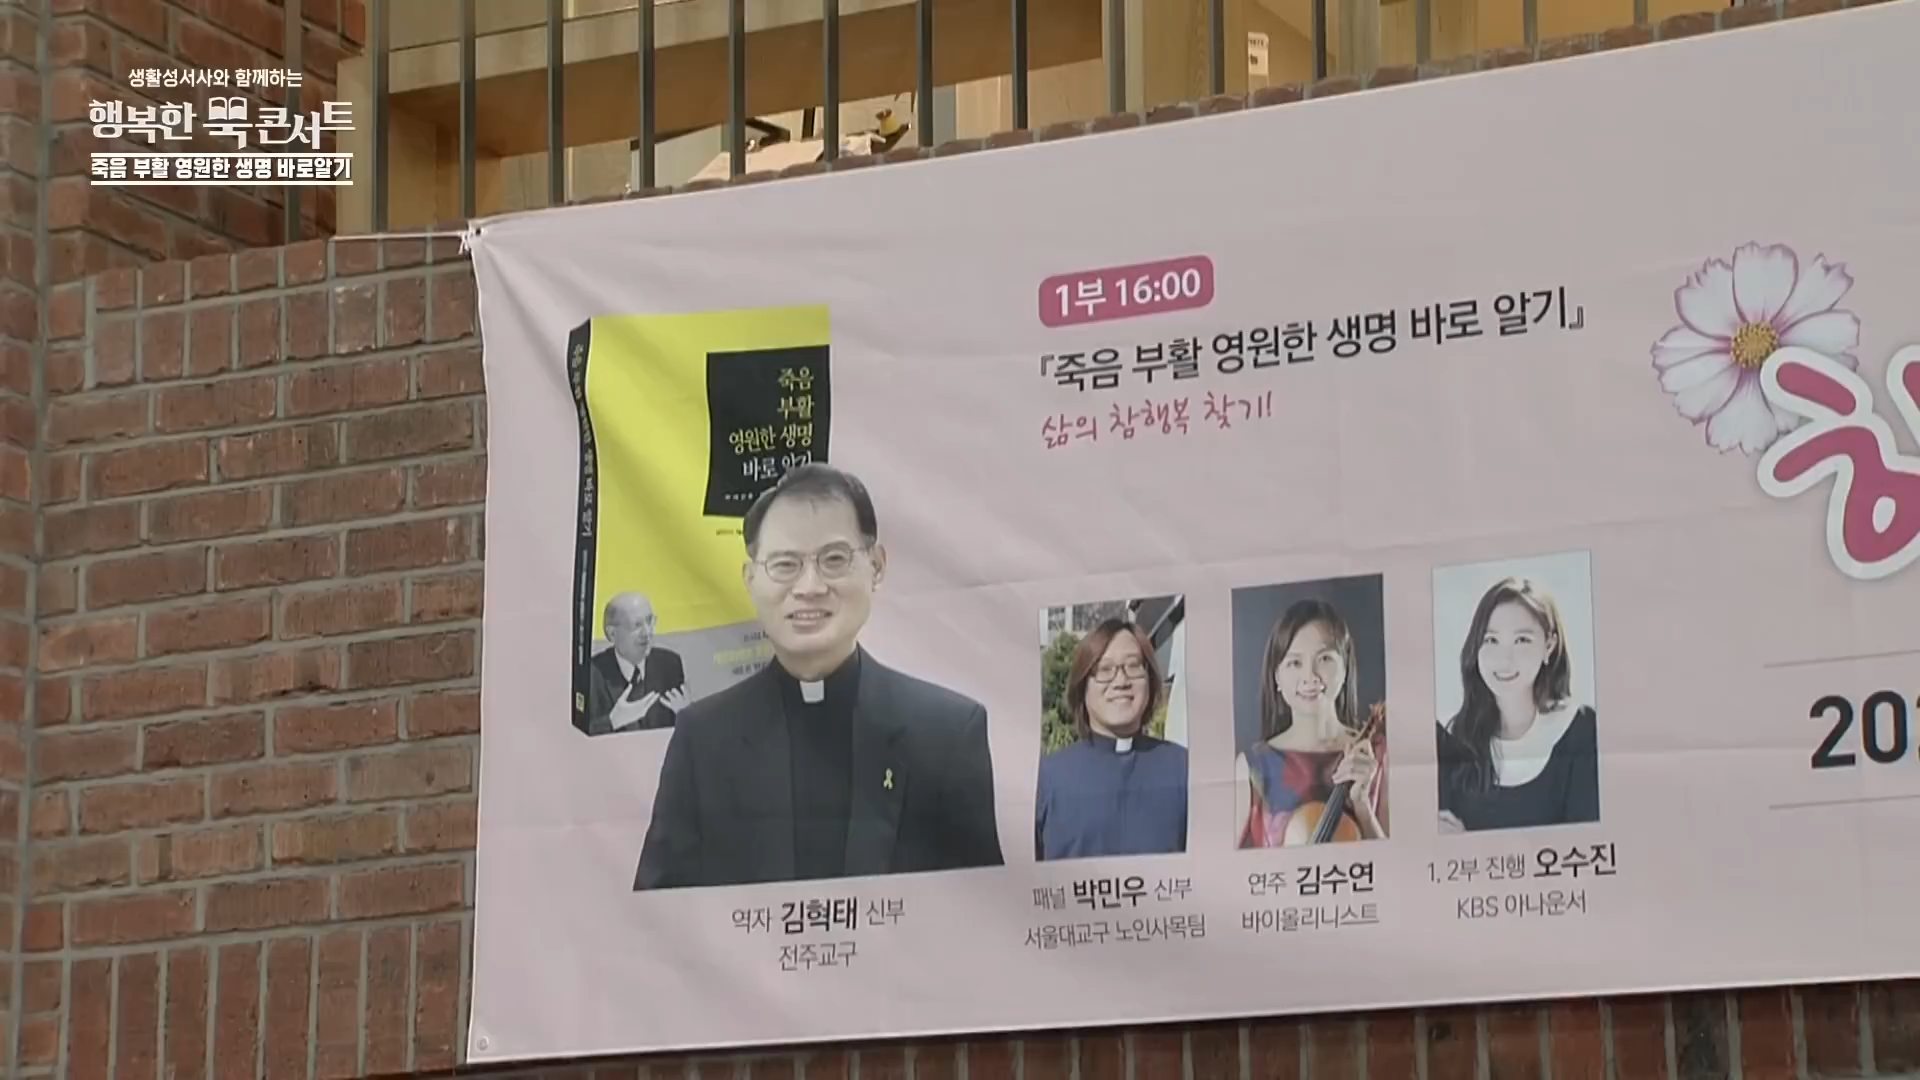 생활성서사와 함께하는
행복한 북 콘서트
죽음 부활 영원한 생명 바로알기
1부 16:00
『죽음 부활 영원한 생명 바로 알기』
삶의 참행복 찾기!
죽음
부활
영원한 생명
바로 알기
역자 김혁태 신부
전주교구
패널 박민우 신부
서울대교구 노인사목팀
연주 김수연
바이올리니스트
1, 2부 진행 오수진
KBS 아나운서